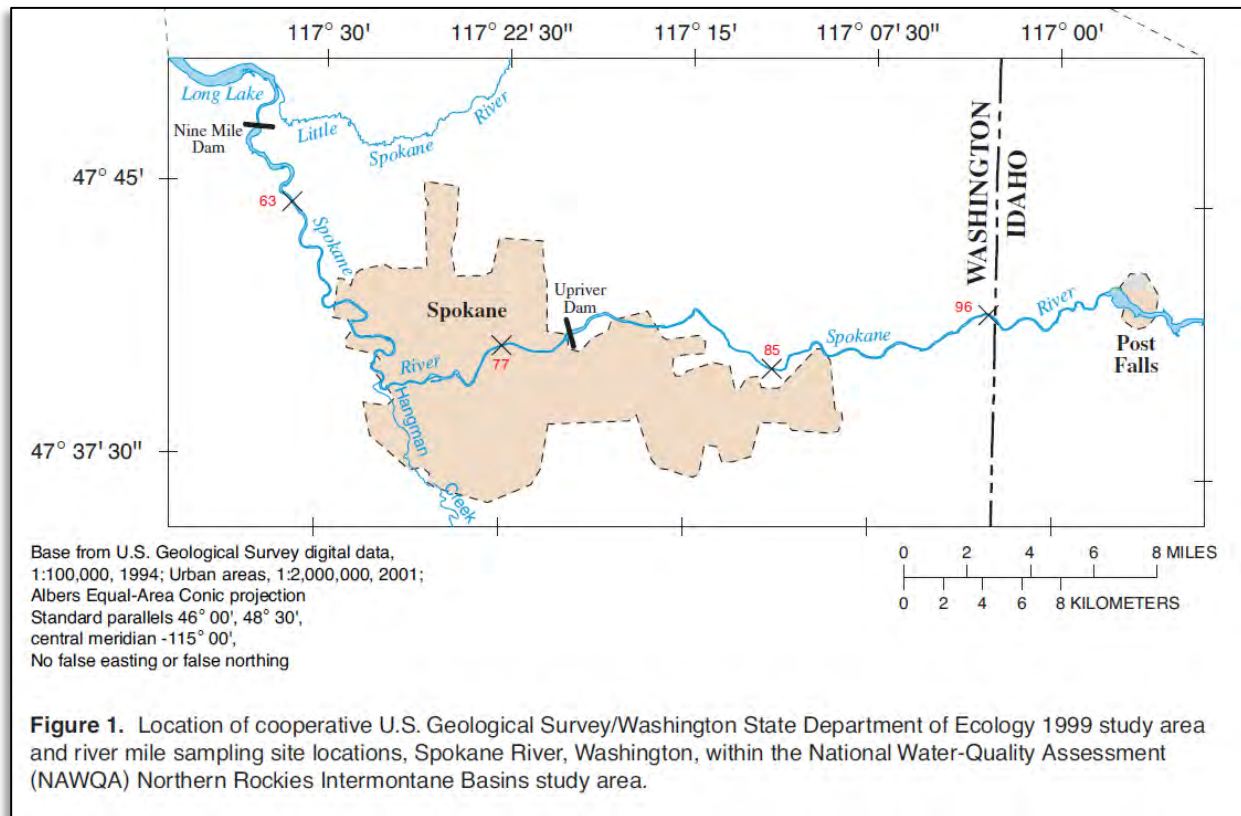 117° 30' 117° 22' 30" 117° 15' 117° 07' 30" 117° 00'
Long Lake
Nine Mile
Dam
Little
Spokane
River
47° 45'
63
Spokane
WASHINGTON
IDAHO
Upriver
Dam
Spokane
96
River
85
Spokane
Post
Falls
River
77
Hangman
Creek
47° 37' 30"
Base from U.S. Geological Survey digital data,
1:100,000, 1994; Urban areas, 1:2,000,000, 2001;
Albers Equal-Area Conic projection
Standard parallels 46° 00', 48° 30',
central meridian -115° 00',
No false easting or false northing
0 2 4 6 8 MILES
0 2 4 6 8 KILOMETERS
Figure 1. Location of cooperative U.S. Geological Survey/Washington State Department of Ecology 1999 study area
and river mile sampling site locations, Spokane River, Washington, within the National Water-Quality Assessment
(NAWQA) Northern Rockies Intermontane Basins study area.